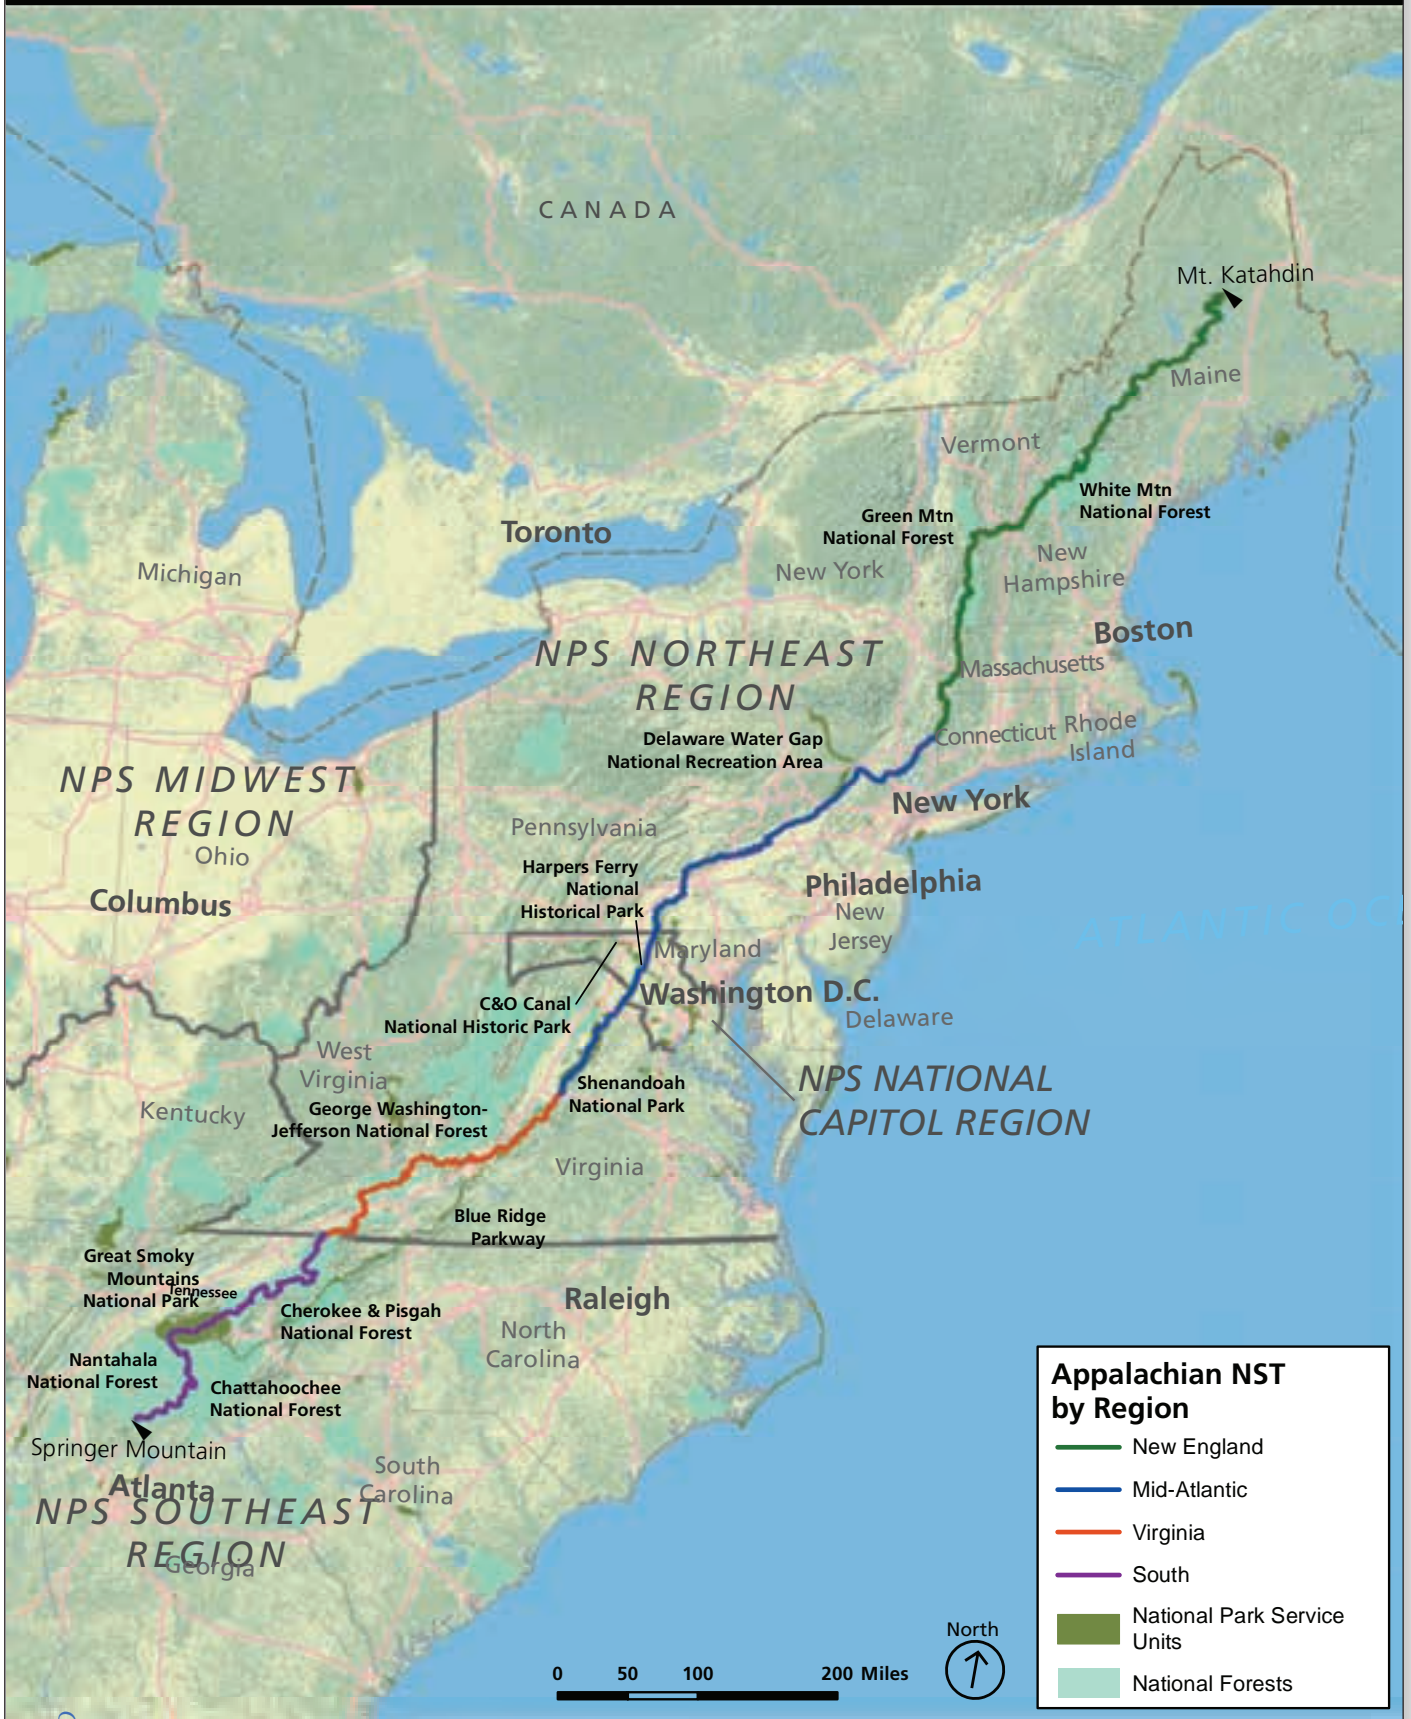 CANADA
Mt. Katahdin
Maine
Vermont
White Mtn
National Forest
Green Mtn
National Forest
Toronto
New
Hampshire
New York
Michigan
Boston
NPS NORTHEAST
REGION
Massachusetts
Connecticut
Rhode
Island
Delaware Water Gap
National Recreation Area
NPS MIDWEST
REGION
Ohio
New York
Pennsylvania
Harpers Ferry
National
Historical Park
Columbus
Philadelphia
New
Jersey
ATLANTIC OC
Maryland
Washington D.C.
C&O Canal
National Historic Park
Delaware
West
Virginia
NPS NATIONAL
CAPITOL REGION
Shenandoah
National Park
Kentucky
George Washington-
Jefferson National Forest
Virginia
Blue Ridge
Parkway
Great Smoky
Mountains
National Park
Tennessee
Cherokee & Pisgah
National Forest
Raleigh
North
Carolina
Nantahala
National Forest
Chattahoochee
National Forest
Springer Mountain
Atlanta
South
Carolina
NPS SOUTHEAST
REGION
Georgia
Appalachian NST
by Region
New England
Mid-Atlantic
Virginia
South
National Park Service
Units
National Forests
North
0 50 100 200 Miles